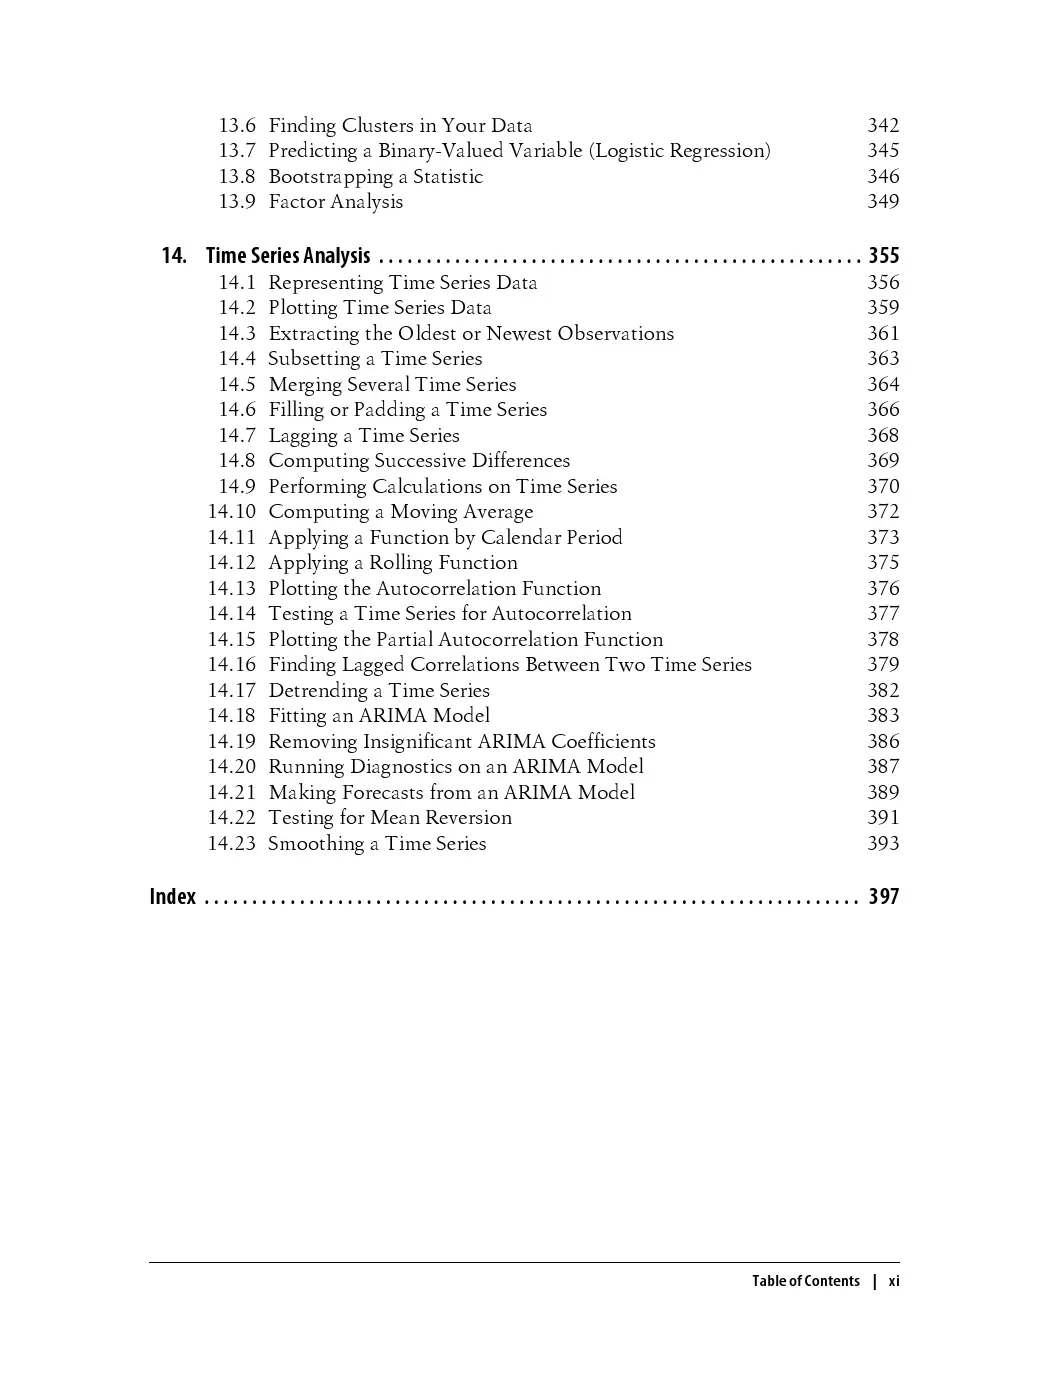 13.6 Finding Clusters in Your Data 342
13.7 Predicting a Binary-Valued Variable (Logistic Regression) 345
13.8 Bootstrapping a Statistic 346
13.9 Factor Analysis 349
14. Time Series Analysis . . . . . . . . . . . . . . . . . . . . . . . . . . . . . . . . . . . . . . . . . . . . . . . . . . . 355
14.1 Representing Time Series Data 356
14.2 Plotting Time Series Data 359
14.3 Extracting the Oldest or Newest Observations 361
14.4 Subsetting a Time Series 363
14.5 Merging Several Time Series 364
14.6 Filling or Padding a Time Series 366
14.7 Lagging a Time Series 368
14.8 Computing Successive Differences 369
14.9 Performing Calculations on Time Series 370
14.10 Computing a Moving Average 372
14.11 Applying a Function by Calendar Period 373
14.12 Applying a Rolling Function 375
14.13 Plotting the Autocorrelation Function 376
14.14 Testing a Time Series for Autocorrelation 377
14.15 Plotting the Partial Autocorrelation Function 378
14.16 Finding Lagged Correlations Between Two Time Series 379
14.17 Detrending a Time Series 382
14.18 Fitting an ARIMA Model 383
14.19 Removing Insignificant ARIMA Coefficients 386
14.20 Running Diagnostics on an ARIMA Model 387
14.21 Making Forecasts from an ARIMA Model 389
14.22 Testing for Mean Reversion 391
14.23 Smoothing a Time Series 393
Index . . . . . . . . . . . . . . . . . . . . . . . . . . . . . . . . . . . . . . . . . . . . . . . . . . . . . . . . . . . . . . . . . . . . . 397
Table of Contents | xi